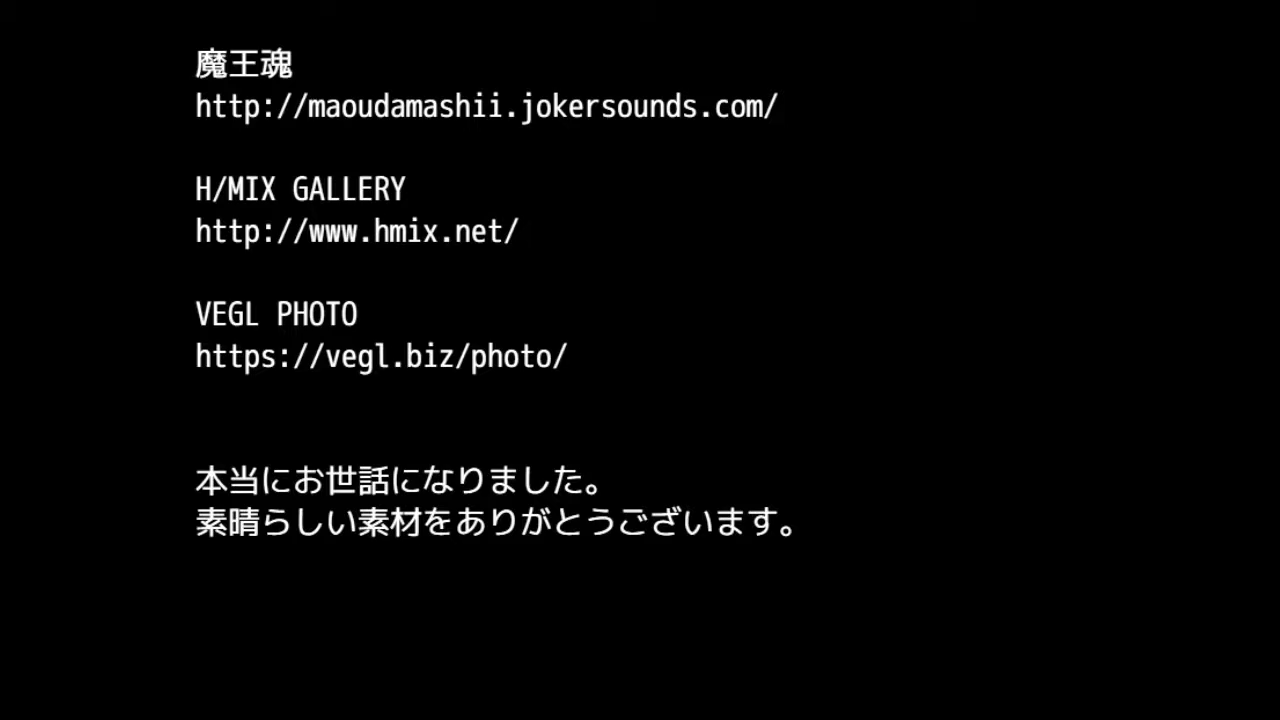 魔王魂
http://maoudamashii.jokersounds.com/
H/MIX GALLERY
http://www.hmix.net/
VEGL PHOTO
https://vegl.biz/photo/
本当にお世話になりました。
素晴らしい素材をありがとうございます。